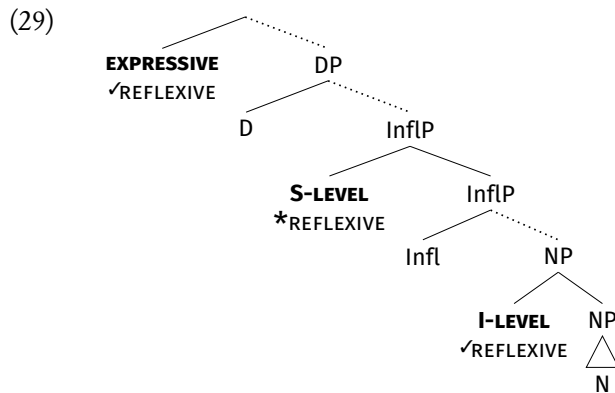 (29)
EXPRESSIVE DP
✓REFLEXIVE
D InflP
S-LEVEL InflP
*REFLEXIVE
Infl NP
I-LEVEL NP
✓REFLEXIVE
N